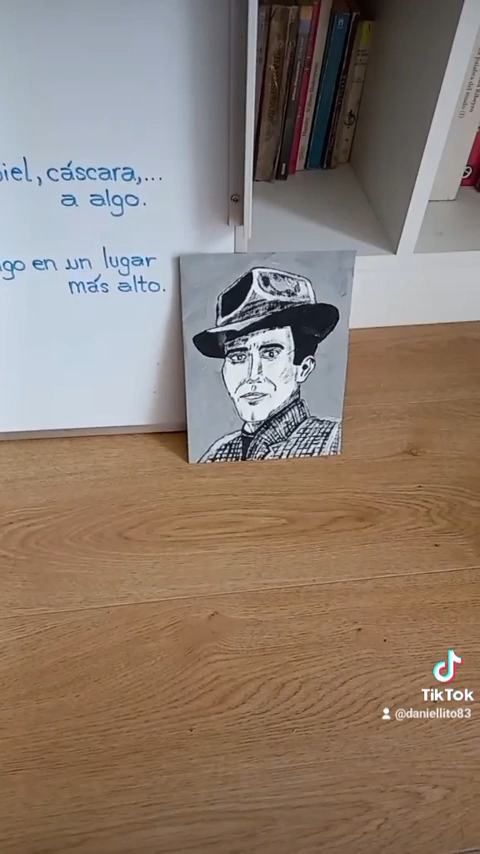 iel, cáscara,...
a algo.
go en un lugar
más alto.
TikTok
@daniellito83